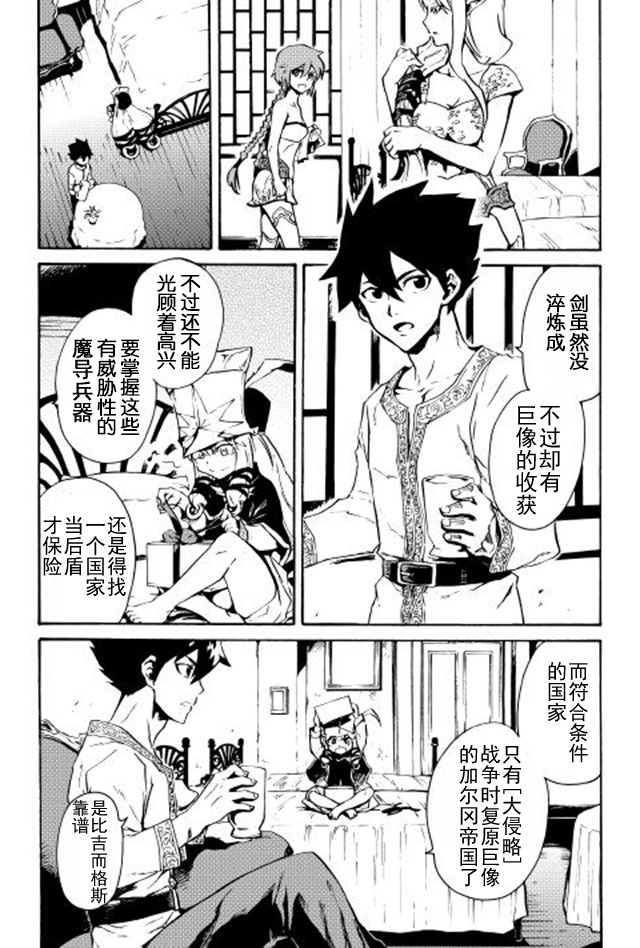 剑虽然没
淬炼成
不过却有
巨像的收获
不过还不能
光顾着高兴
要掌握这些
有威胁性的
魔导兵器
还是得找
一个国家
当后盾
才保险
而符合条件
的国家
只有[大侵略]
战争时复原巨像
的加尔冈帝国了
是比吉而格斯
靠谱